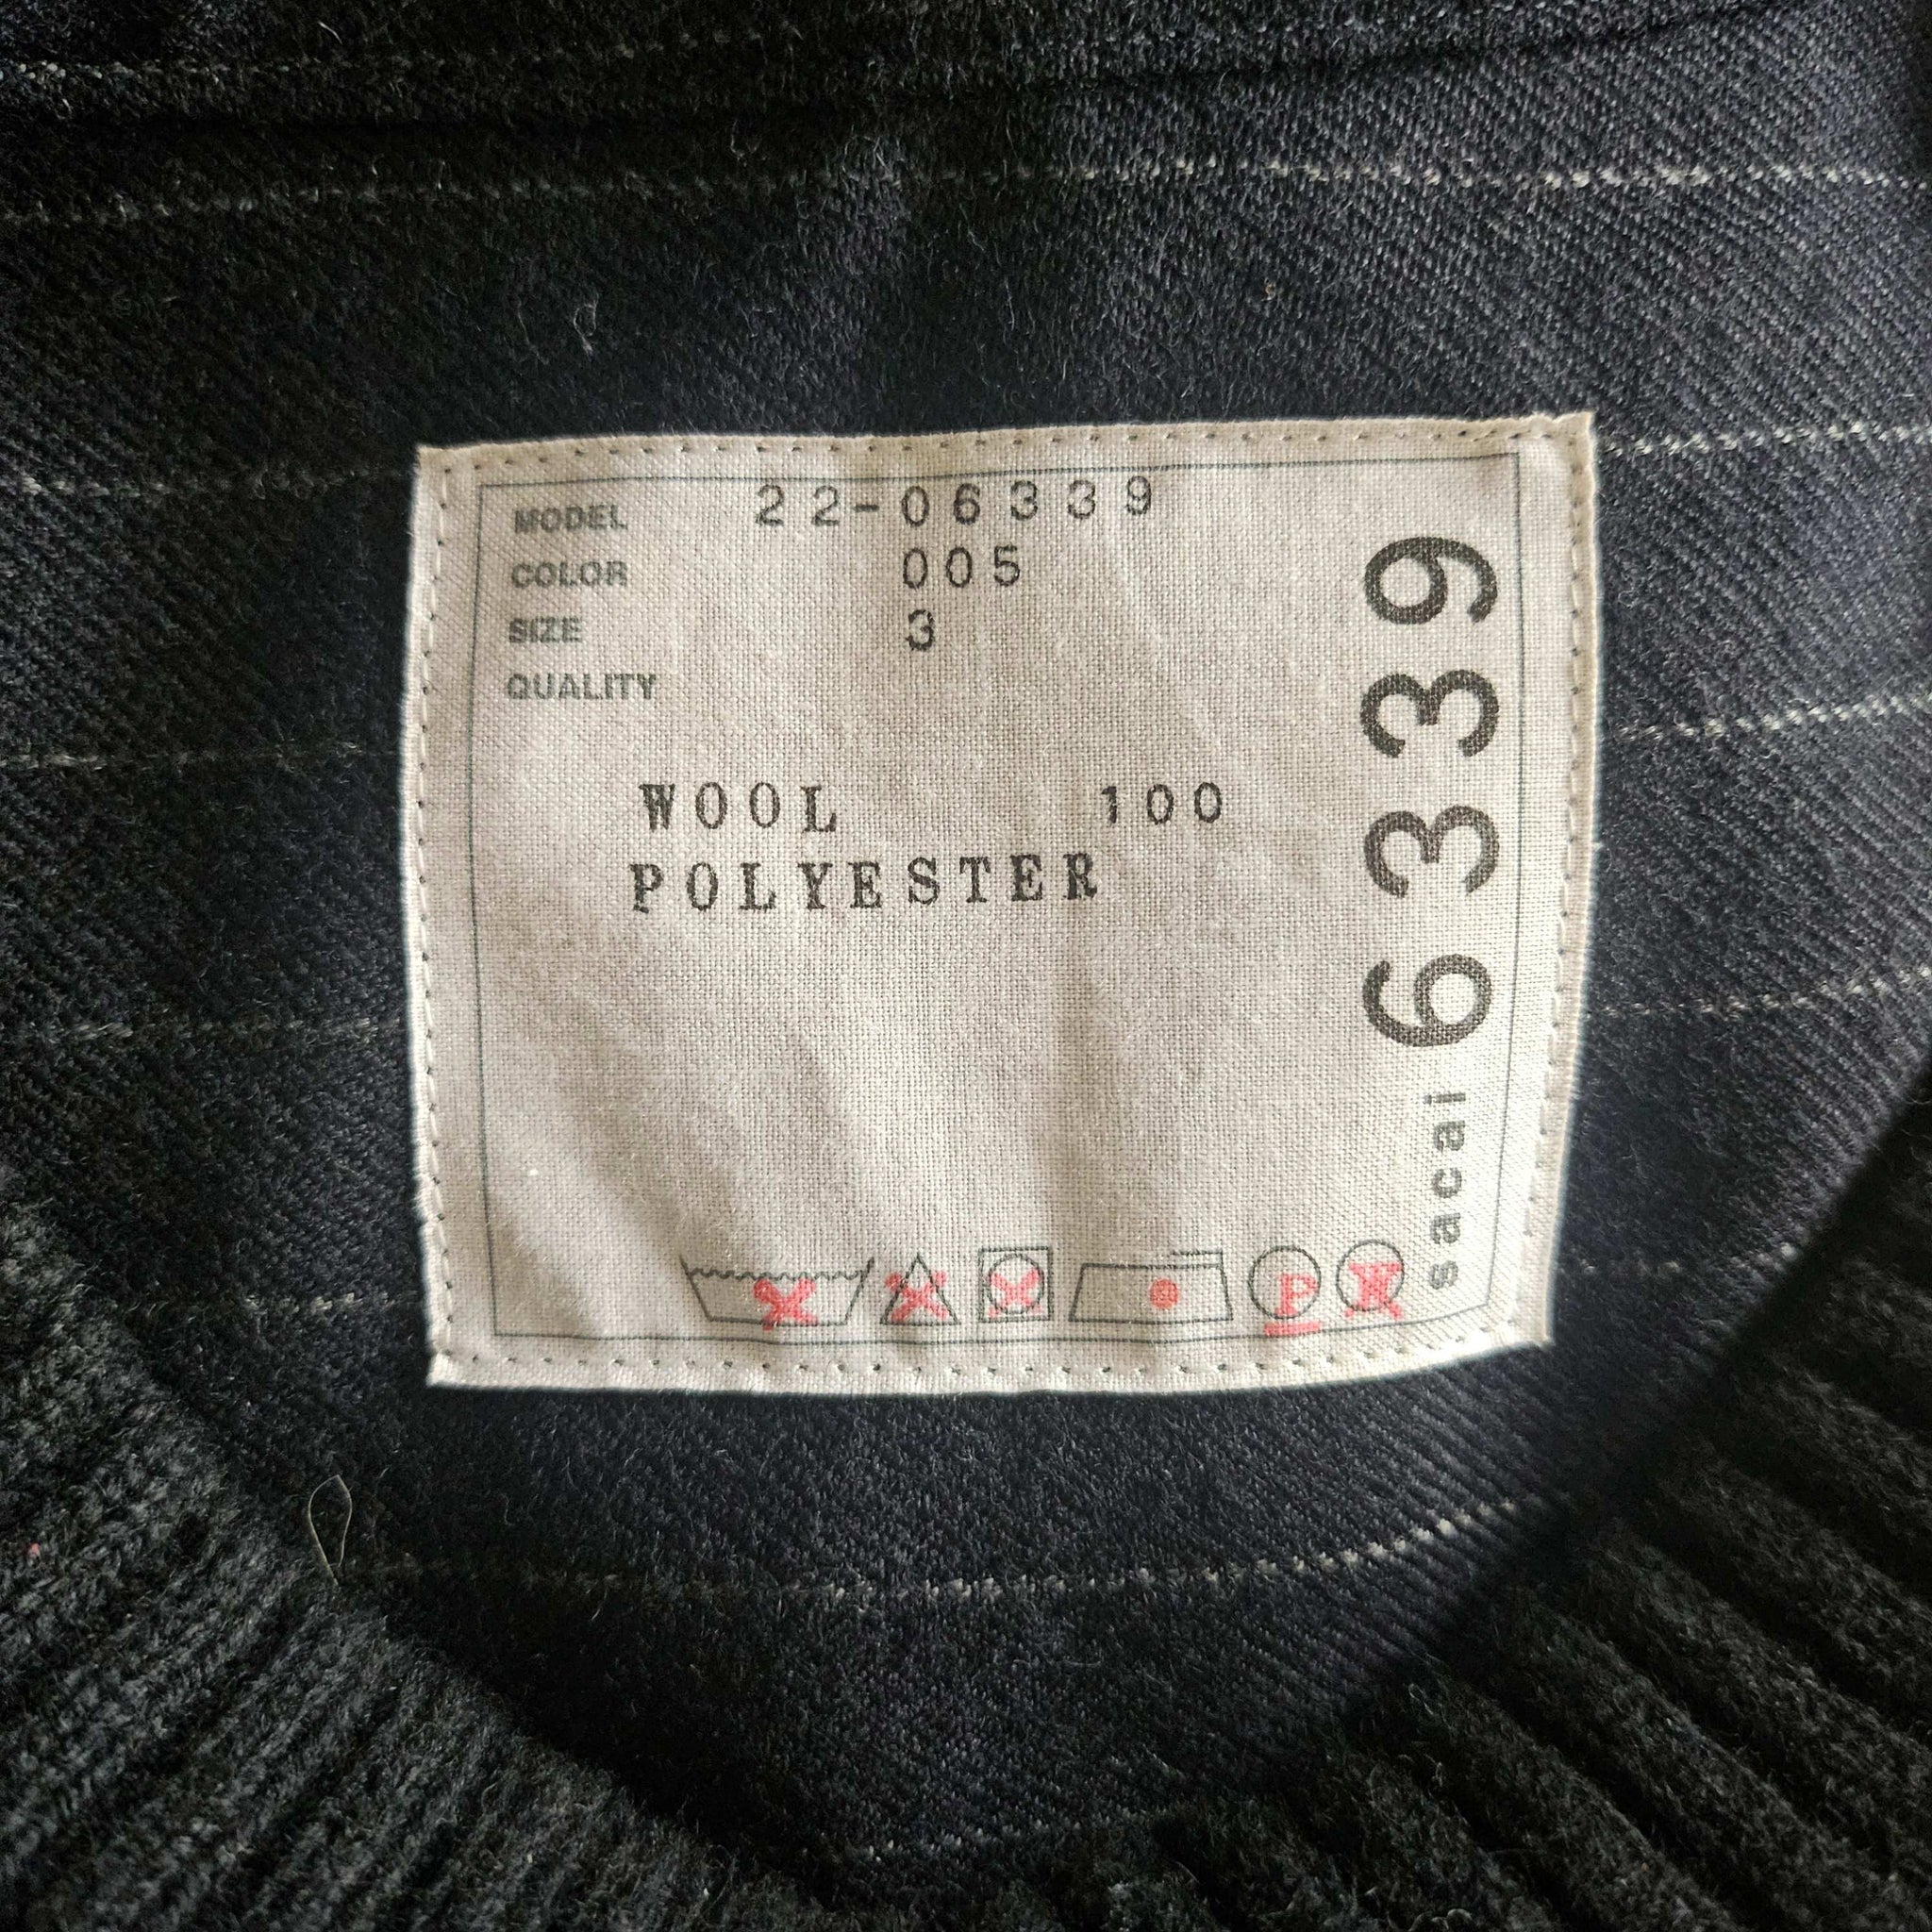 MODEL 22-06339
COLOR 005
SIZE 3
QUALITY
WOOL 100
POLYESTER
P W
sacai 6339